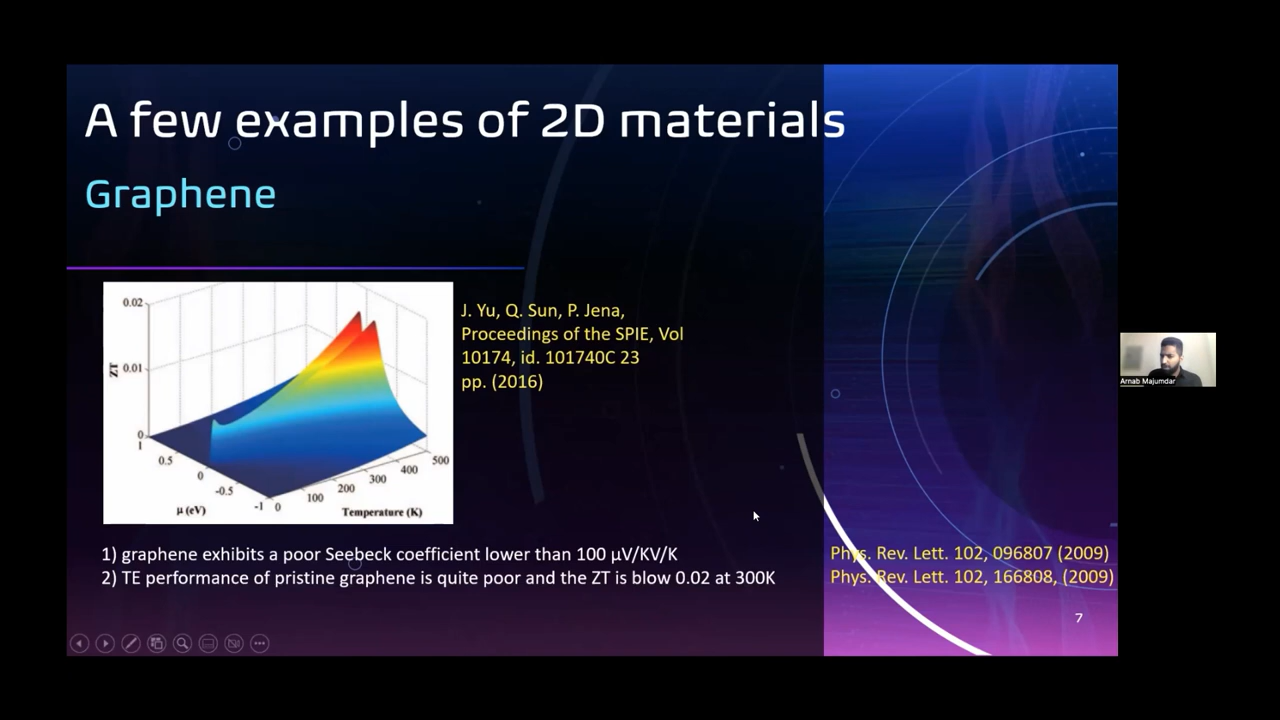 A few examples of 2D materials
Graphene
J. Yu, Q. Sun, P. Jena,
Proceedings of the SPIE, Vol
10174, id. 101740C 23
pp. (2016)
0.02
0.01
0
ZT
1
0.5
0
-0.5
-1
μ (eV)
0
100
200
300
400
500
Temperature (K)
Arnab Majumdar
1) graphene exhibits a poor Seebeck coefficient lower than 100 μV/KV/K
Phys. Rev. Lett. 102, 096807 (2009)
2) TE performance of pristine graphene is quite poor and the ZT is blow 0.02 at 300K
Phys. Rev. Lett. 102, 166808, (2009)
7